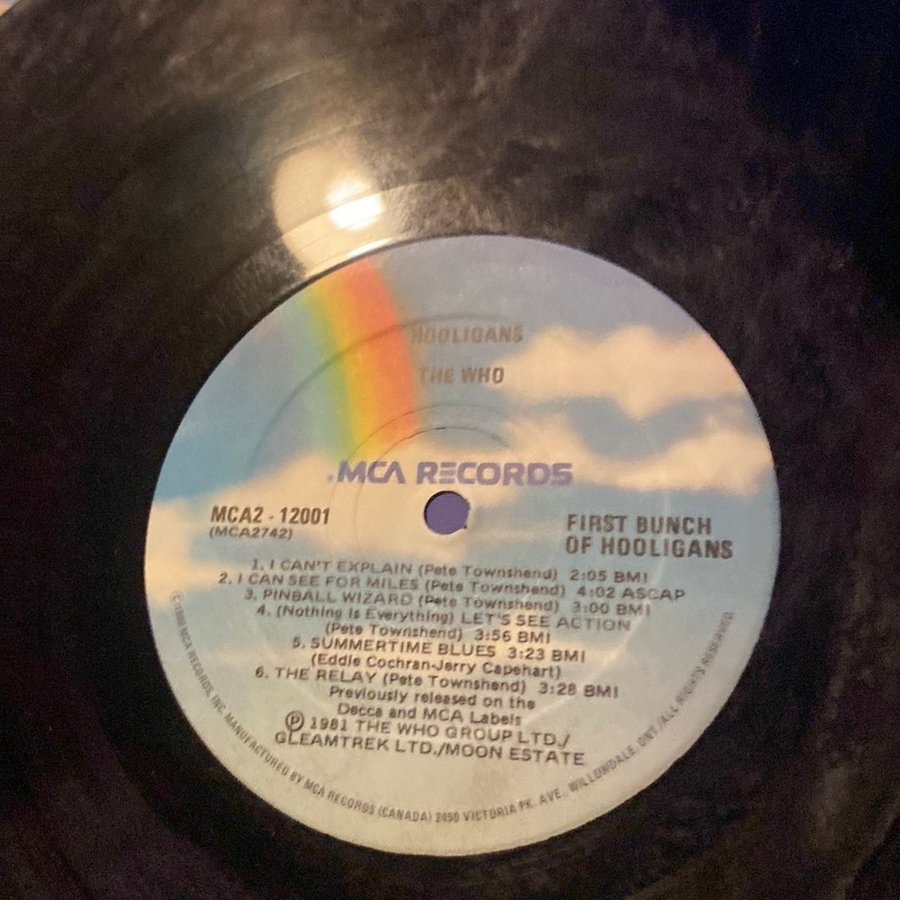 HOOLIGANS
THE WHO
MCA RECORDS
MCA2 - 12001
(MCA2742)
FIRST BUNCH
OF HOOLIGANS
1. I CAN'T EXPLAIN (Pete Townshend) 2:05 BMI
2. I CAN SEE FOR MILES (Pete Townshend) 4:02 ASCAP
3. PINBALL WIZARD (Pete Townshend) 3:00 BMI
4. (Nothing is Everything) LET'S SEE ACTION
(Pete Townshend) 3:56 BMI
5. SUMMERTIME BLUES 3:23 BMI
(Eddie Cochran-Jerry Capehart)
6. THE RELAY (Pete Townshend) 3:28 BMI
Previously released on the
Decca and MCA Labels
℗ 1981 THE WHO GROUP LTD./
GLEAMTREK LTD./MOON ESTATE
© 1980 MCA RECORDS, INC. MANUFACTURED BY MCA RECORDS (CANADA) 2450 VICTORIA PK. AVE., WILLOWDALE, ONT./ALL RIGHTS RESERVED